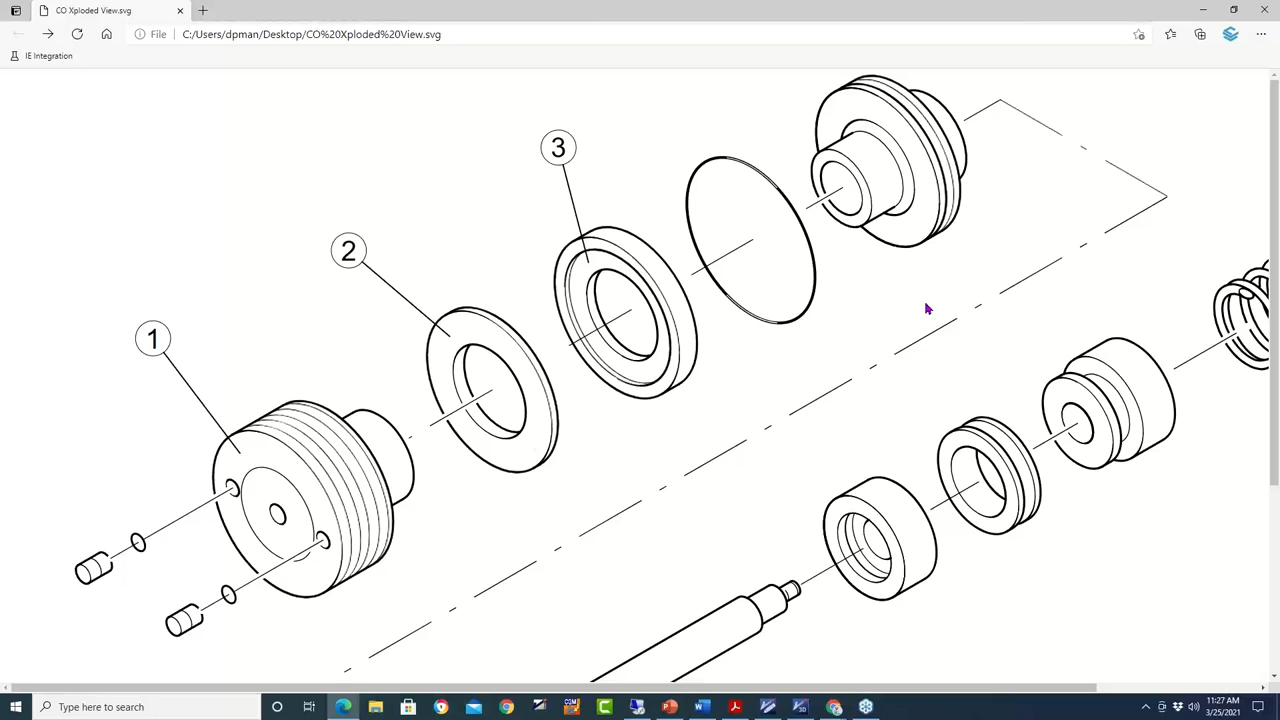 CO Xploded View.svg
File
C:/Users/dpman/Desktop/CO%20Xploded%20View.svg
IE Integration
3
2
1
Type here to search
11:27 AM
3/25/2021